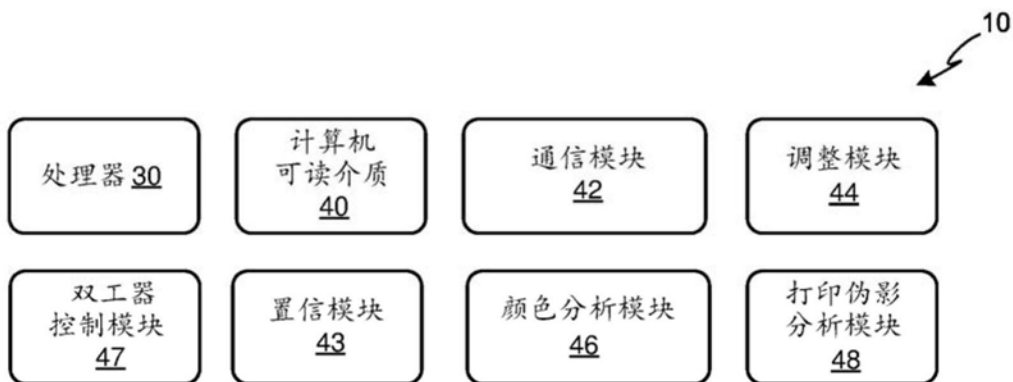 10
处理器 30
计算机
可读介质
40
通信模块
42
调整模块
44
双工器
控制模块
47
置信模块
43
颜色分析模块
46
打印伪影
分析模块
48